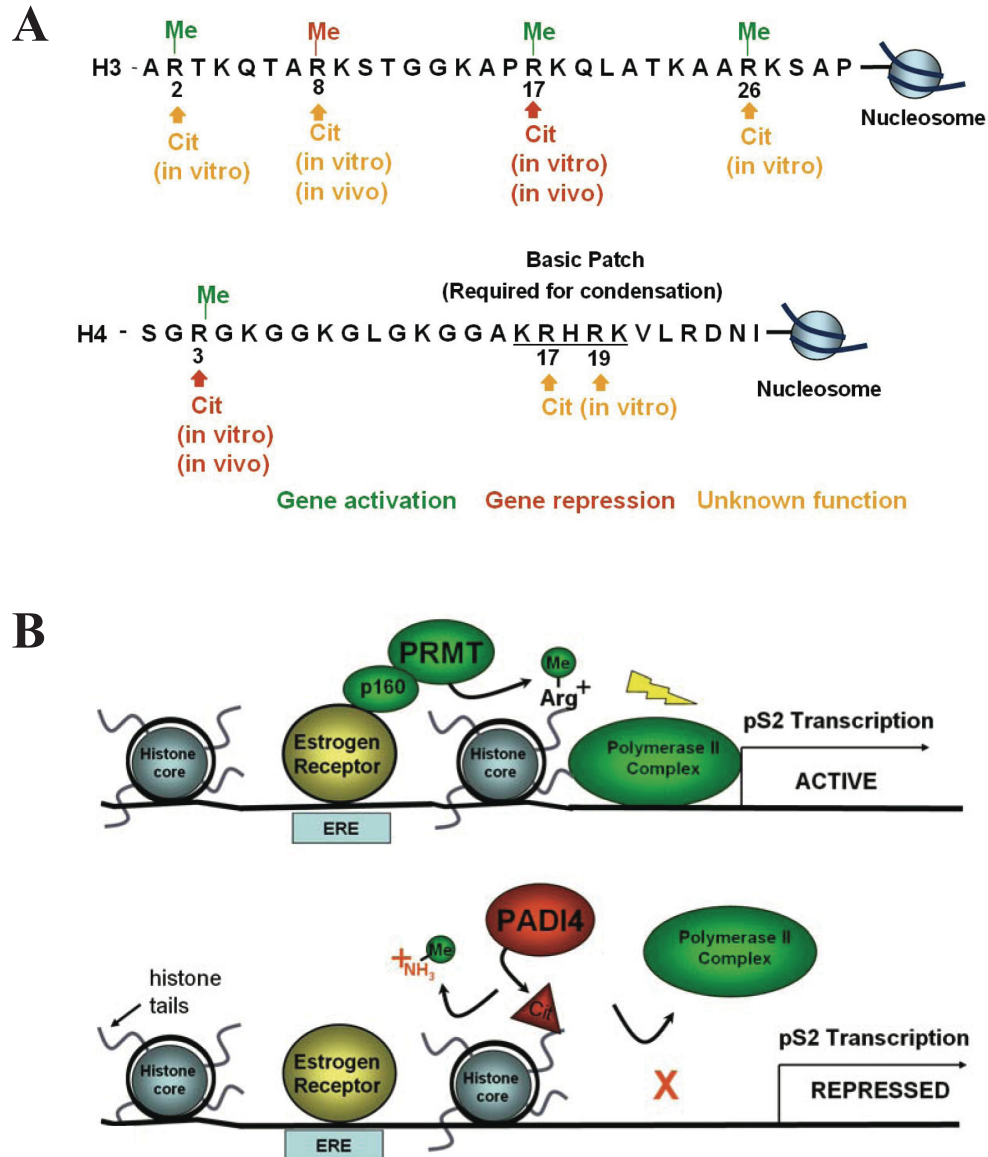 A
Me Me Me Me
H3 - A R T K Q T A R K S T G G K A P R K Q L A T K A A R K S A P
2 8 17 26
Nucleosome
Cit Cit Cit Cit
(in vitro) (in vitro) (in vitro) (in vitro)
(in vivo) (in vivo)
Basic Patch
(Required for condensation)
Me
H4 - S G R G K G G K G L G K G G A K R H R K V L R D N I
3 17 19
Nucleosome
Cit Cit (in vitro)
(in vitro)
(in vivo)
Gene activation Gene repression Unknown function
B
PRMT
p160
Me
Arg+
Histone core
Estrogen Receptor
Histone core
Polymerase II Complex
pS2 Transcription
ACTIVE
ERE
PADI4
Polymerase II Complex
+NH3 Me
Cit
histone
tails
Histone core
Estrogen Receptor
Histone core
X
pS2 Transcription
REPRESSED
ERE